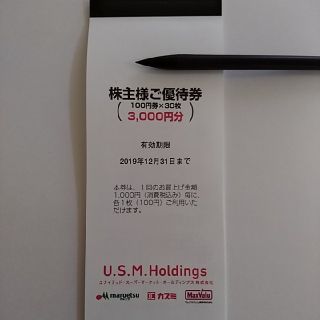 株主様ご優待券
(100円券×30枚
3,000円分)
有効期限
2019年12月31日まで
本券は、1回のお買上げ金額
1,000円(消費税込み)毎に、
各1枚(100円)ご利用いた
だけます。
U.S.M.Holdings
ユナイテッド・スーパーマーケット・ホールディングス株式会社
maruetsu カスミ MaxValu